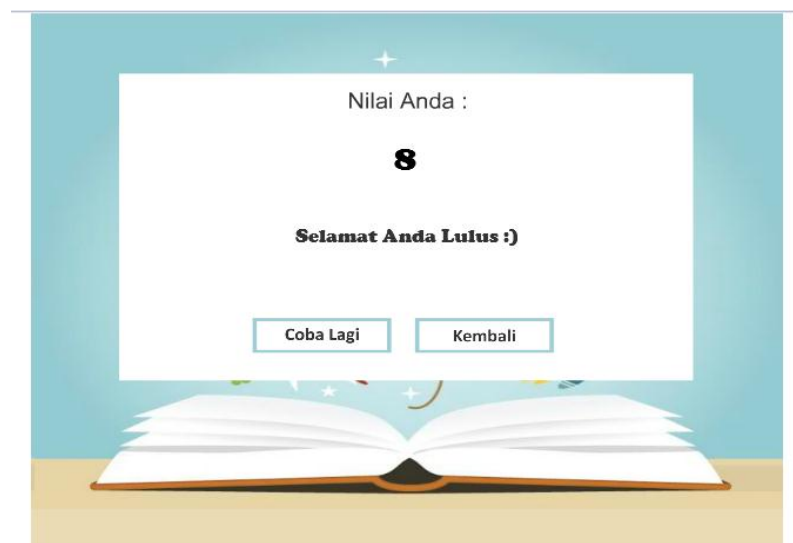 Nilai Anda :
8
Selamat Anda Lulus :)
Coba Lagi
Kembali